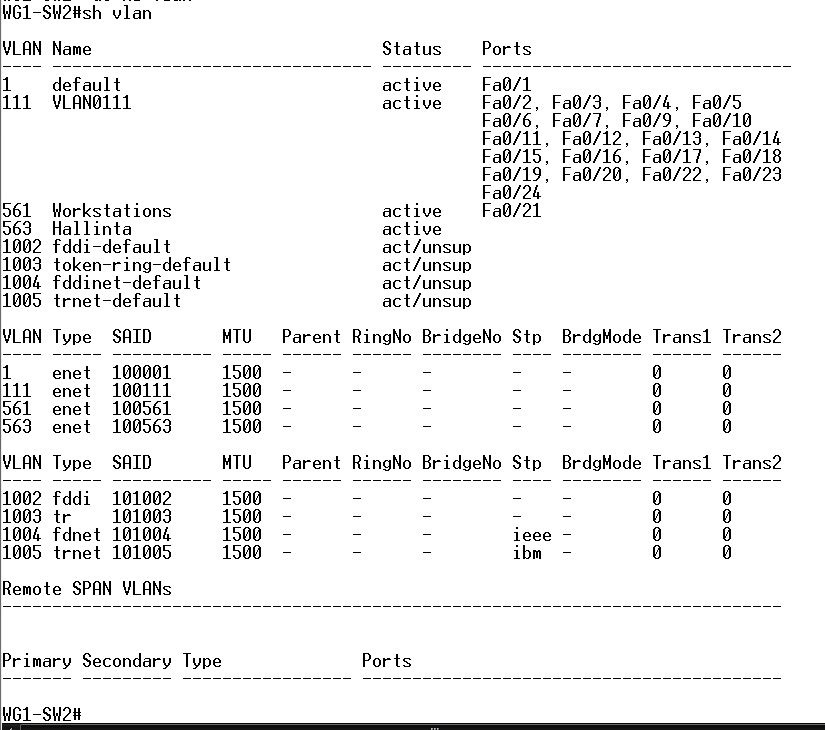 WG1-SW2#sh vlan
VLAN Name                             Status    Ports
---- -------------------------------- --------- -------------------------------
1    default                          active    Fa0/1
111  VLAN0111                         active    Fa0/2, Fa0/3, Fa0/4, Fa0/5
                                                Fa0/6, Fa0/7, Fa0/9, Fa0/10
                                                Fa0/11, Fa0/12, Fa0/13, Fa0/14
                                                Fa0/15, Fa0/16, Fa0/17, Fa0/18
                                                Fa0/19, Fa0/20, Fa0/22, Fa0/23
                                                Fa0/24
561  Workstations                     active    Fa0/21
563  Hallinta                         active
1002 fddi-default                     act/unsup
1003 token-ring-default               act/unsup
1004 fddinet-default                  act/unsup
1005 trnet-default                    act/unsup
VLAN Type  SAID       MTU   Parent RingNo BridgeNo Stp  BrdgMode Trans1 Trans2
---- ----- ---------- ----- ------ ------ -------- ---- -------- ------ ------
1    enet  100001     1500  -      -      -        -    -        0      0
111  enet  100111     1500  -      -      -        -    -        0      0
561  enet  100561     1500  -      -      -        -    -        0      0
563  enet  100563     1500  -      -      -        -    -        0      0
VLAN Type  SAID       MTU   Parent RingNo BridgeNo Stp  BrdgMode Trans1 Trans2
---- ----- ---------- ----- ------ ------ -------- ---- -------- ------ ------
1002 fddi  101002     1500  -      -      -        -    -        0      0
1003 tr    101003     1500  -      -      -        -    -        0      0
1004 fdnet 101004     1500  -      -      -        ieee -        0      0
1005 trnet 101005     1500  -      -      -        ibm  -        0      0
Remote SPAN VLANs
------------------------------------------------------------------------------
Primary Secondary Type              Ports
------- --------- ----------------- ------------------------------------------
WG1-SW2#